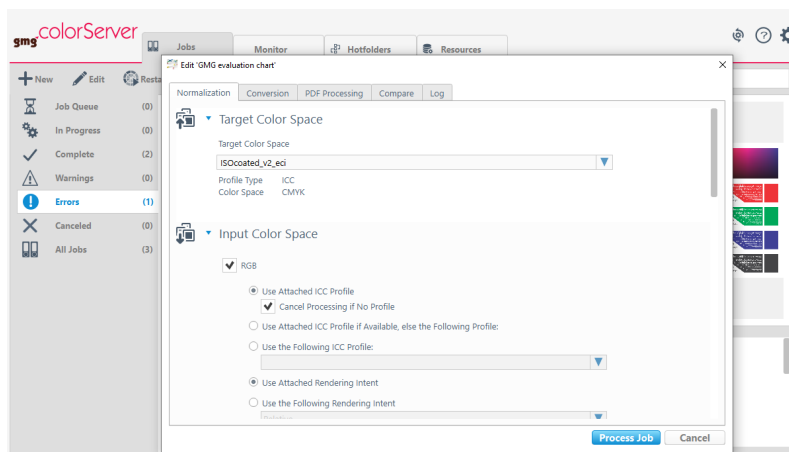 gmg colorServer
Jobs
Monitor
Hotfolders
Resources
New
Edit
Resta
Edit 'GMG evaluation chart'
Normalization
Conversion
PDF Processing
Compare
Log
Job Queue (0)
In Progress (0)
Complete (2)
Warnings (0)
Errors (1)
Canceled (0)
All Jobs (3)
Target Color Space
Target Color Space
ISOcoated_v2_eci
Profile Type ICC
Color Space CMYK
Input Color Space
RGB
Use Attached ICC Profile
Cancel Processing if No Profile
Use Attached ICC Profile if Available, else the Following Profile:
Use the Following ICC Profile:
Use Attached Rendering Intent
Use the Following Rendering Intent
Process Job
Cancel